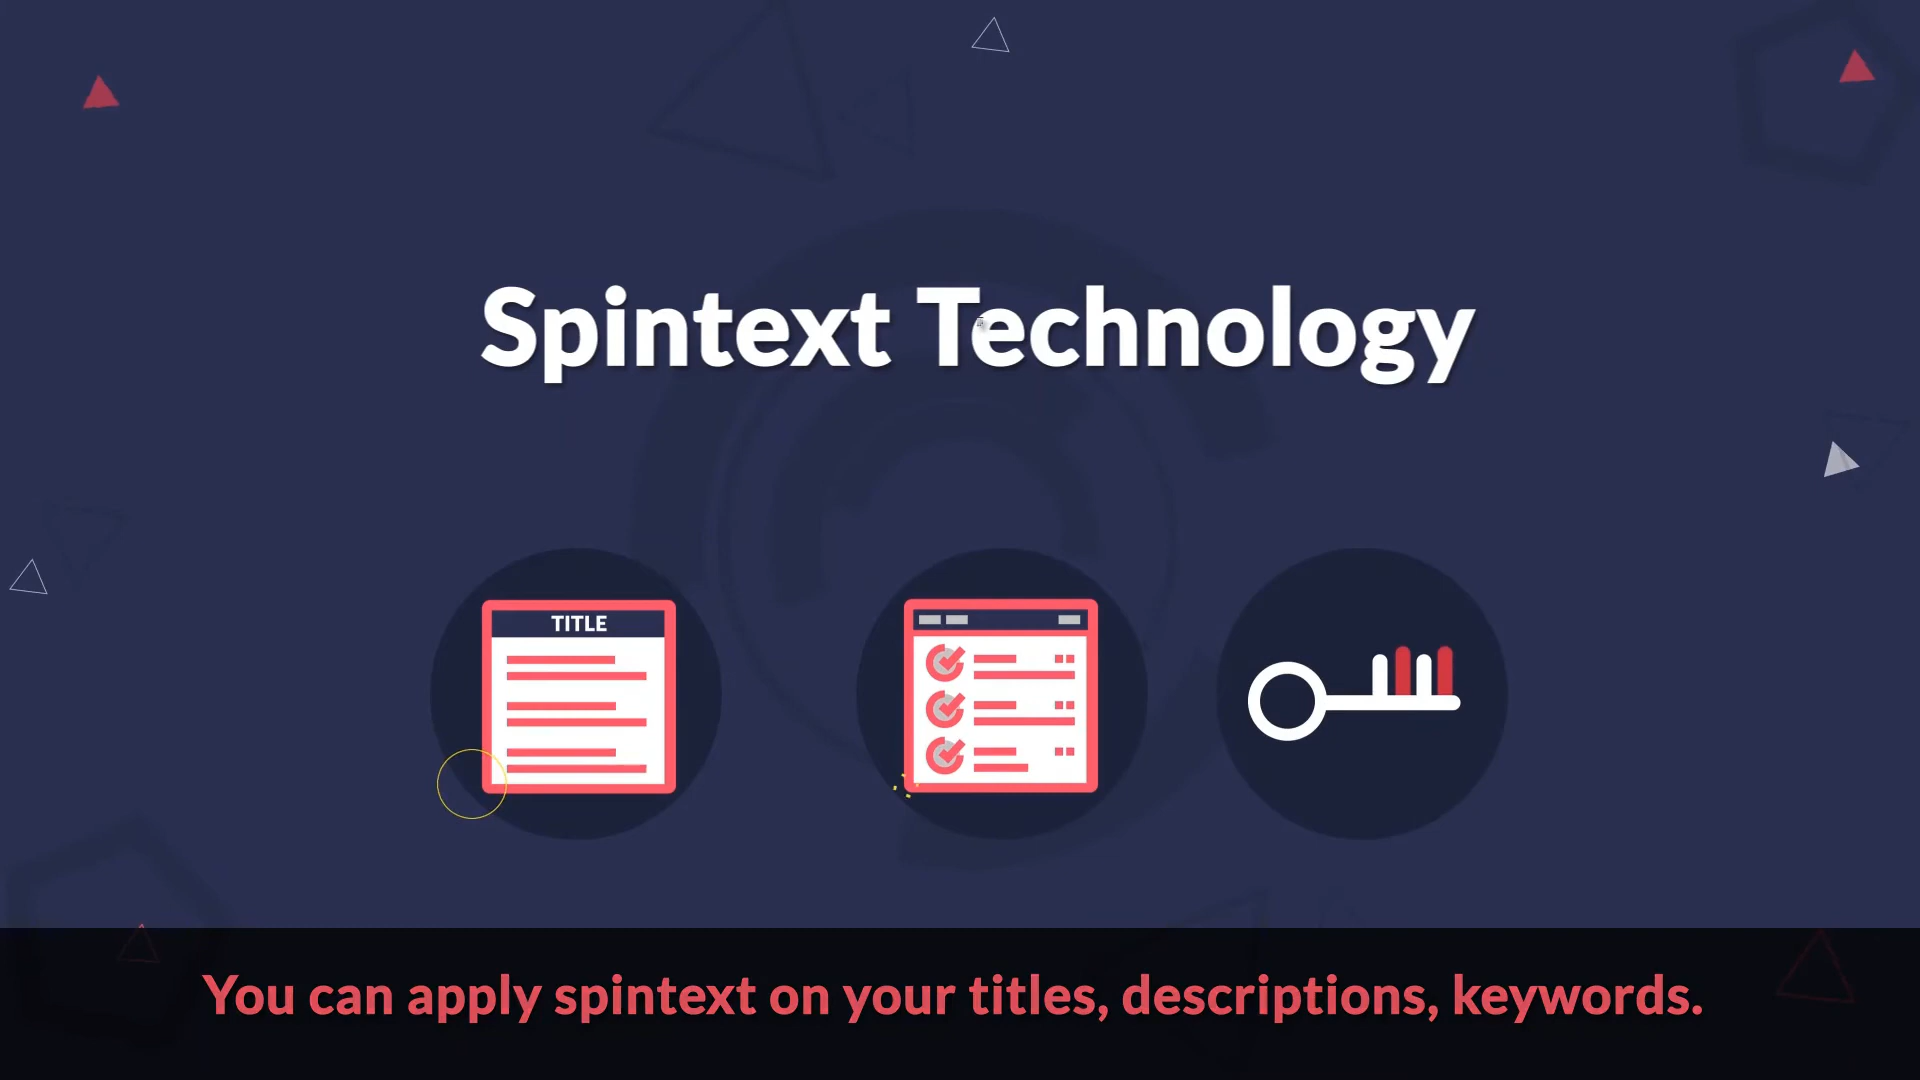 Spintext Technology
TITLE
You can apply spintext on your titles, descriptions, keywords.